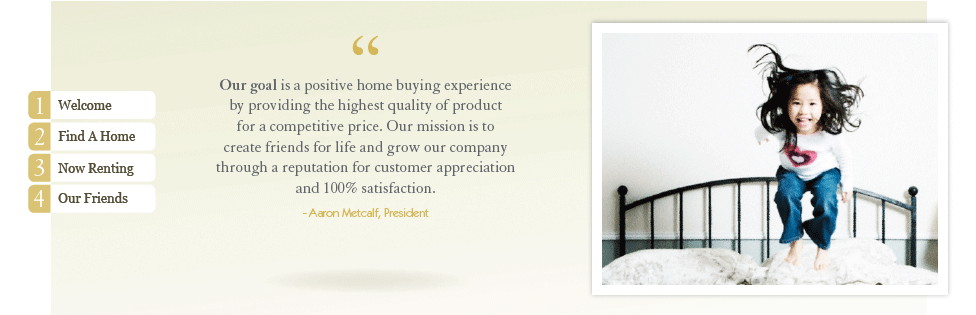 1 Welcome
2 Find A Home
3 Now Renting
4 Our Friends
“
Our goal is a positive home buying experience
by providing the highest quality of product
for a competitive price. Our mission is to
create friends for life and grow our company
through a reputation for customer appreciation
and 100% satisfaction.
- Aaron Metcalf, President